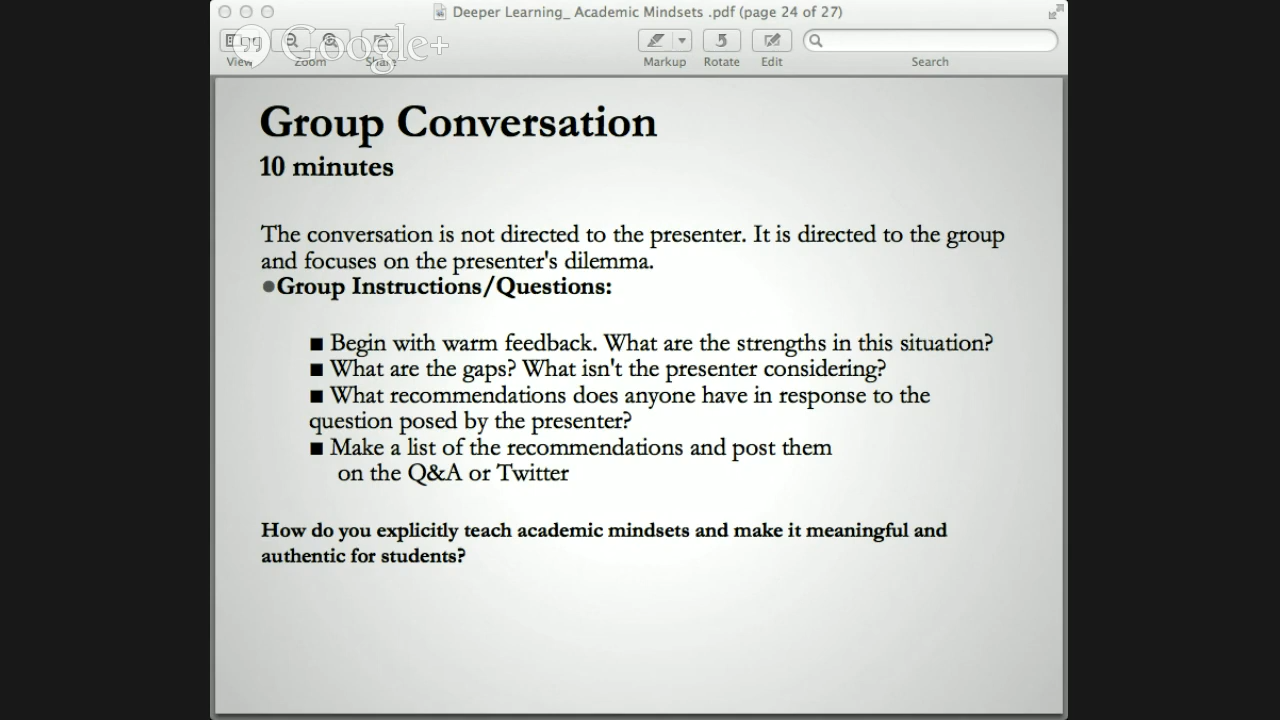 Deeper Learning_ Academic Mindsets .pdf (page 24 of 27)
Google+
View Zoom Share Markup Rotate Edit Search
Group Conversation
10 minutes
The conversation is not directed to the presenter. It is directed to the group
and focuses on the presenter's dilemma.
●Group Instructions/Questions:
■ Begin with warm feedback. What are the strengths in this situation?
■ What are the gaps? What isn't the presenter considering?
■ What recommendations does anyone have in response to the
question posed by the presenter?
■ Make a list of the recommendations and post them
on the Q&A or Twitter
How do you explicitly teach academic mindsets and make it meaningful and
authentic for students?